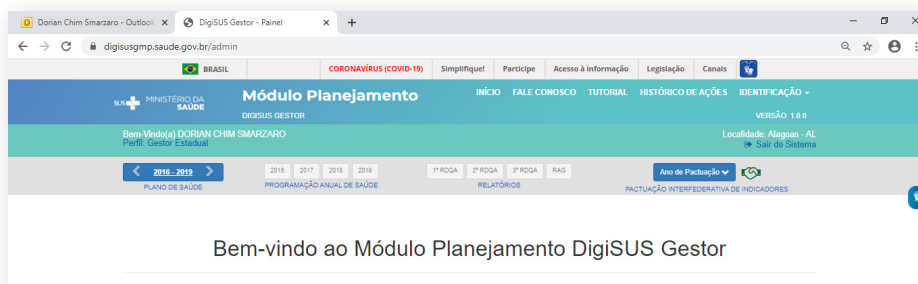 Dorian Chim Smarzaro - Outlook
DigiSUS Gestor - Painel
digisusgmp.saude.gov.br/admin
BRASIL
CORONAVÍRUS (COVID-19)
Simplifique!
Participe
Acesso à informação
Legislação
Canais
SUS
MINISTÉRIO DA
SAÚDE
Módulo Planejamento
DIGISUS GESTOR
INÍCIO FALE CONOSCO TUTORIAL HISTÓRICO DE AÇÕES IDENTIFICAÇÃO
VERSÃO: 1.0.0
Bem-Vindo(a) DORIAN CHIM SMARZARO
Perfil: Gestor Estadual
Localidade: Alagoas - AL
Sair do Sistema
2016 - 2019
PLANO DE SAÚDE
2016 2017 2018 2019
PROGRAMAÇÃO ANUAL DE SAÚDE
1º RDQA 2º RDQA 3º RDQA RAG
RELATÓRIOS
Ano de Pactuação
PACTUAÇÃO INTERFEDERATIVA DE INDICADORES
Bem-vindo ao Módulo Planejamento DigiSUS Gestor